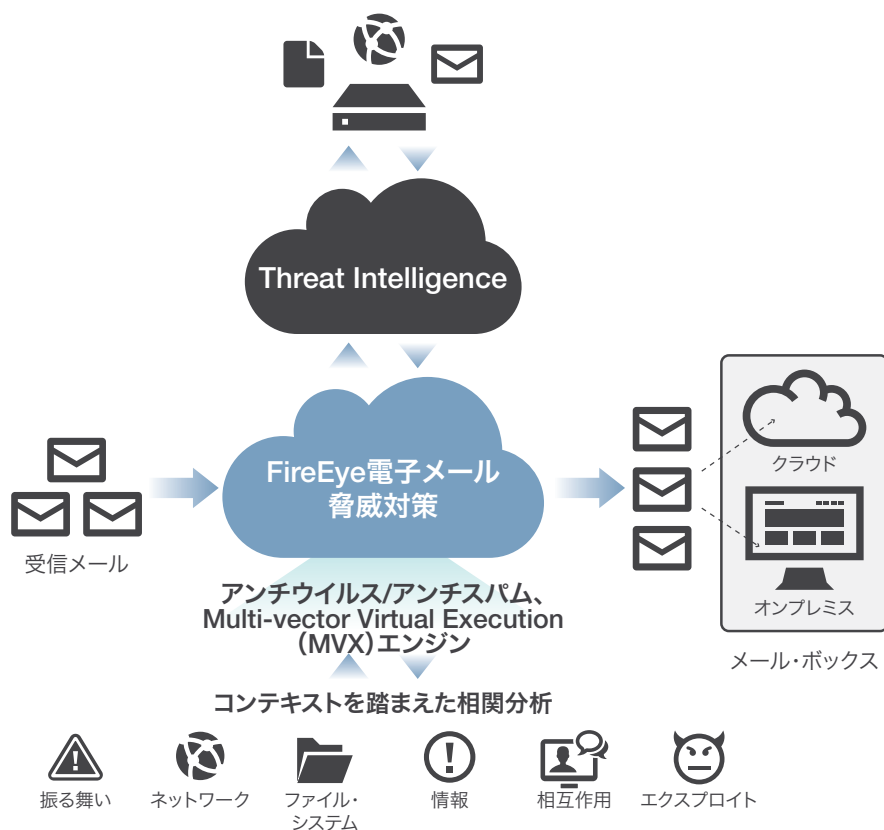 Threat Intelligence
FireEye電子メール
脅威対策
受信メール
クラウド
オンプレミス
メール・ボックス
アンチウイルス/アンチスパム、
Multi-vector Virtual Execution
（MVX）エンジン
コンテキストを踏まえた相関分析
振る舞い
ネットワーク
ファイル・
システム
情報
相互作用
エクスプロイト